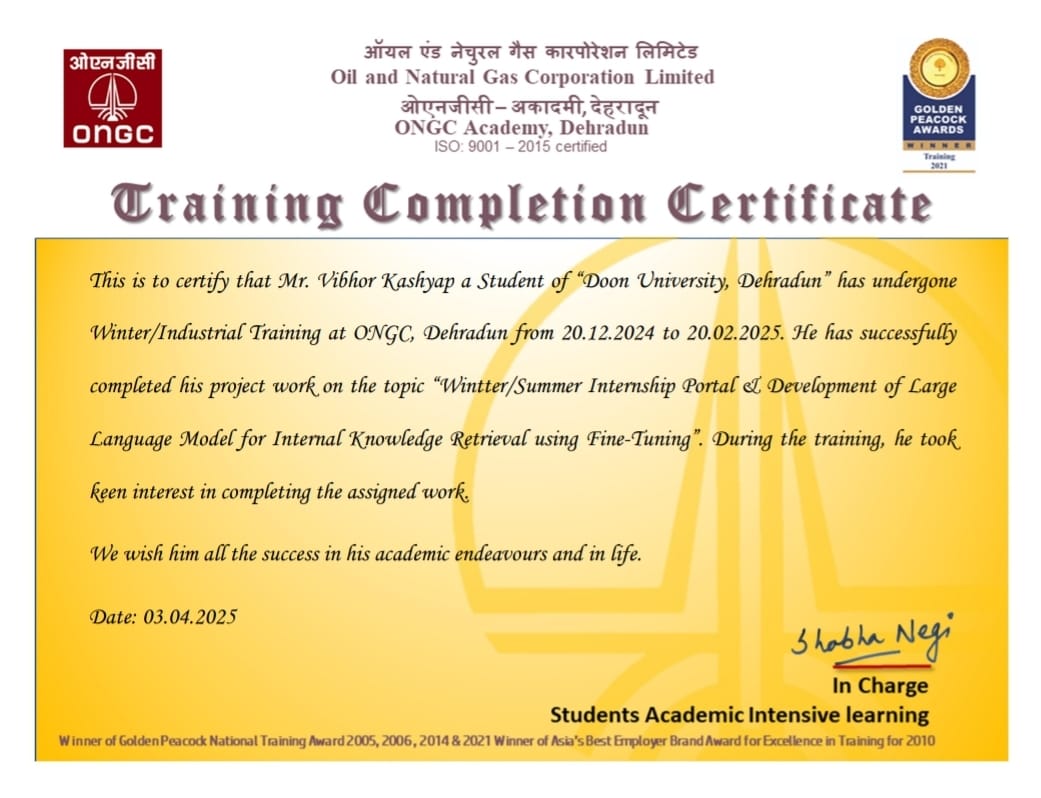 ओएनजीसी
ONGC
ऑयल एंड नेचुरल गैस कारपोरेशन लिमिटेड
Oil and Natural Gas Corporation Limited
ओएनजीसी – अकादमी, देहरादून
ONGC Academy, Dehradun
ISO: 9001 – 2015 certified
GOLDEN
PEACOCK
AWARDS
WINNER
Training
2021
Training Completion Certificate
This is to certify that Mr. Vibhor Kashyap a Student of “Doon University, Dehradun” has undergone
Winter/Industrial Training at ONGC, Dehradun from 20.12.2024 to 20.02.2025. He has successfully
completed his project work on the topic “Wintter/Summer Internship Portal & Development of Large
Language Model for Internal Knowledge Retrieval using Fine-Tuning”. During the training, he took
keen interest in completing the assigned work.
We wish him all the success in his academic endeavours and in life.
Date: 03.04.2025
Shobha Negi
In Charge
Students Academic Intensive learning
Winner of Golden Peacock National Training Award 2005, 2006, 2014 & 2021 Winner of Asia's Best Employer Brand Award for Excellence in Training for 2010